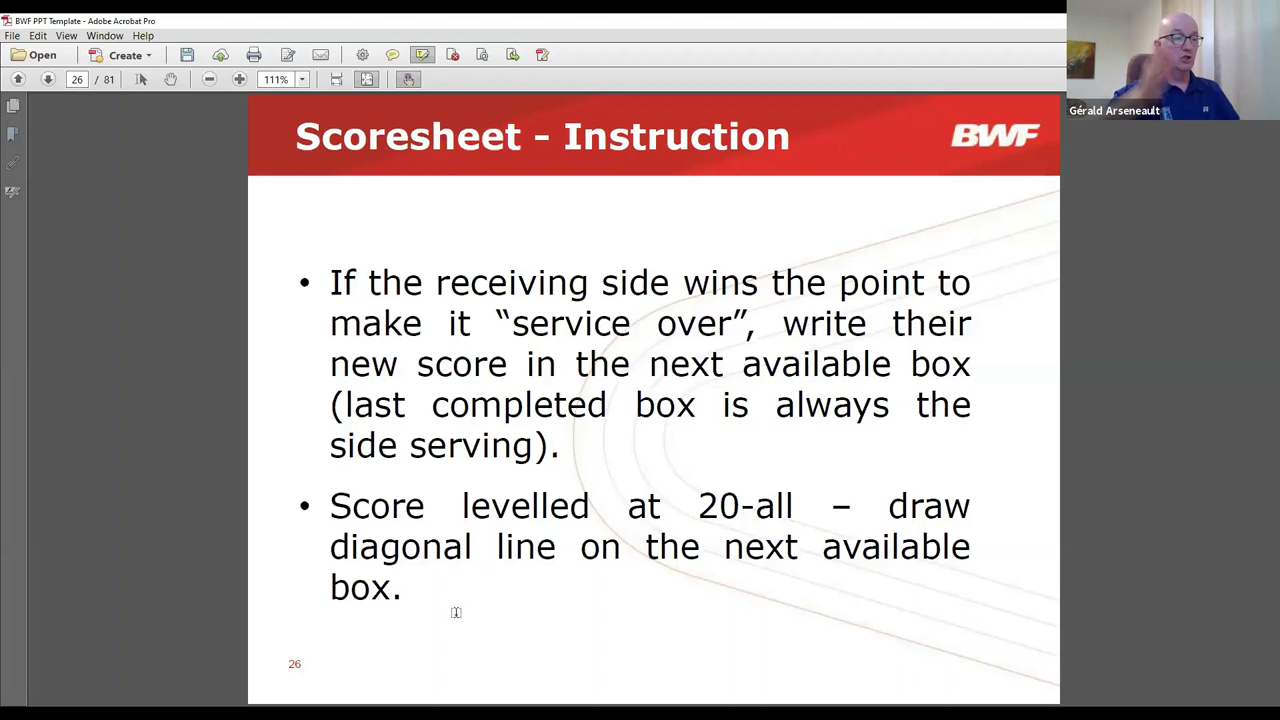 BWF PPT Template - Adobe Acrobat Pro
File Edit View Window Help
Open Create
26 / 81 111%
Gérald Arseneault
Scoresheet - Instruction
BWF
• If the receiving side wins the point to
make it “service over”, write their
new score in the next available box
(last completed box is always the
side serving).
• Score levelled at 20-all – draw
diagonal line on the next available
box.
26